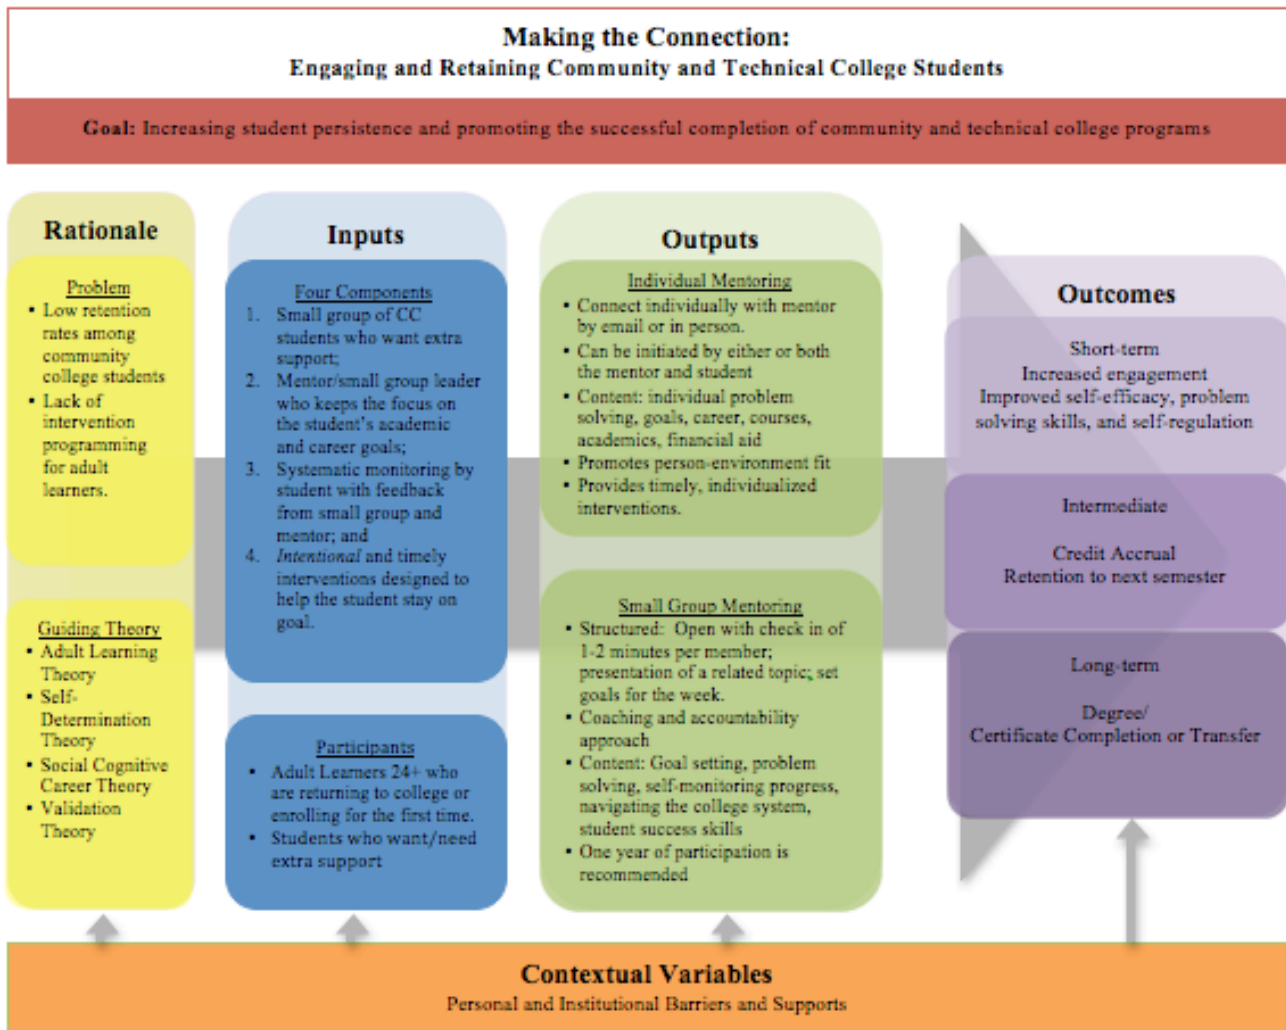 Making the Connection:
Engaging and Retaining Community and Technical College Students
Goal: Increasing student persistence and promoting the successful completion of community and technical college programs
Rationale
Problem
▪ Low retention
rates among
community
college students
▪ Lack of
intervention
programming
for adult
learners.
Guiding Theory
▪ Adult Learning
Theory
▪ Self-
Determination
Theory
▪ Social Cognitive
Career Theory
▪ Validation
Theory
Inputs
Four Components
1. Small group of CC
students who want extra
support;
2. Mentor/small group leader
who keeps the focus on
the student's academic
and career goals;
3. Systematic monitoring by
student with feedback
from small group and
mentor; and
4. Intentional and timely
interventions designed to
help the student stay on
goal.
Participants
▪ Adult Learners 24+ who
are returning to college or
enrolling for the first time.
▪ Students who want/need
extra support
Outputs
Individual Mentoring
▪ Connect individually with mentor
by email or in person.
▪ Can be initiated by either or both
the mentor and student
▪ Content: individual problem
solving, goals, career, courses,
academics, financial aid
▪ Promotes person-environment fit
▪ Provides timely, individualized
interventions.
Small Group Mentoring
▪ Structured: Open with check in of
1-2 minutes per member;
presentation of a related topic; set
goals for the week.
▪ Coaching and accountability
approach
▪ Content: Goal setting, problem
solving, self-monitoring progress,
navigating the college system,
student success skills
▪ One year of participation is
recommended
Outcomes
Short-term
Increased engagement
Improved self-efficacy, problem
solving skills, and self-regulation
Intermediate
Credit Accrual
Retention to next semester
Long-term
Degree/
Certificate Completion or Transfer
Contextual Variables
Personal and Institutional Barriers and Supports